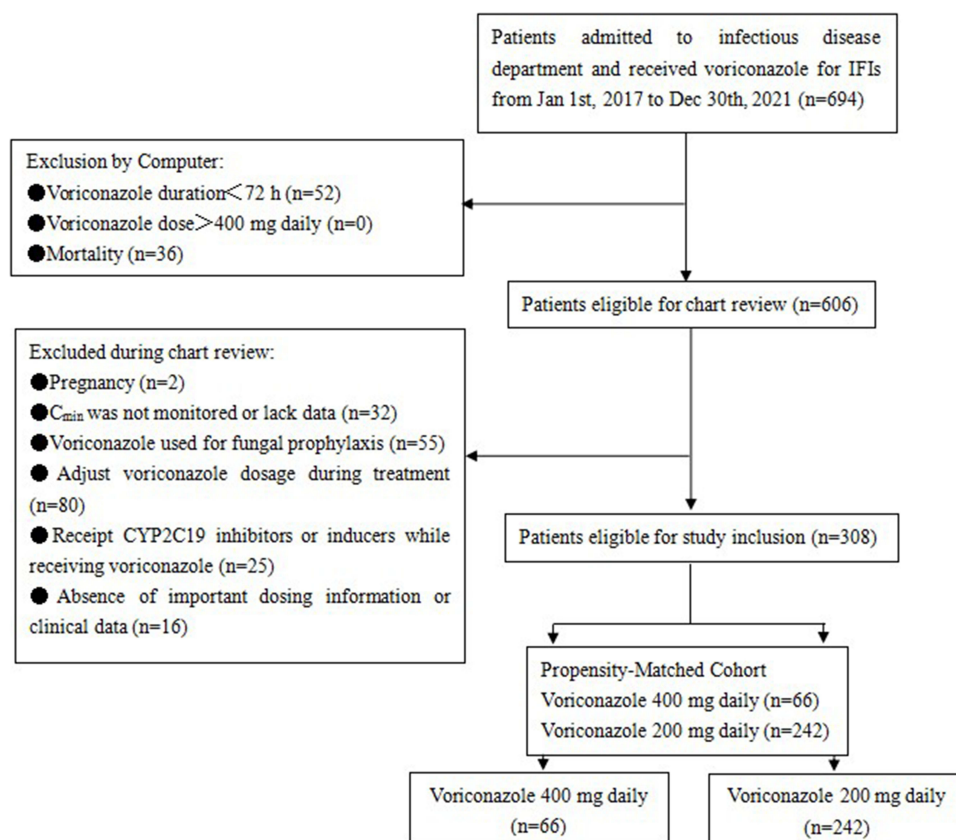 Patients admitted to infectious disease
department and received voriconazole for IFIs
from Jan 1st, 2017 to Dec 30th, 2021 (n=694)
Exclusion by Computer:
●Voriconazole duration＜72 h (n=52)
●Voriconazole dose＞400 mg daily (n=0)
●Mortality (n=36)
Patients eligible for chart review (n=606)
Excluded during chart review:
●Pregnancy (n=2)
●Cmin was not monitored or lack data (n=32)
●Voriconazole used for fungal prophylaxis (n=55)
● Adjust voriconazole dosage during treatment
(n=80)
●Receipt CYP2C19 inhibitors or inducers while
receiving voriconazole (n=25)
● Absence of important dosing information or
clinical data (n=16)
Patients eligible for study inclusion (n=308)
Propensity-Matched Cohort
Voriconazole 400 mg daily (n=66)
Voriconazole 200 mg daily (n=242)
Voriconazole 400 mg daily
(n=66)
Voriconazole 200 mg daily
(n=242)